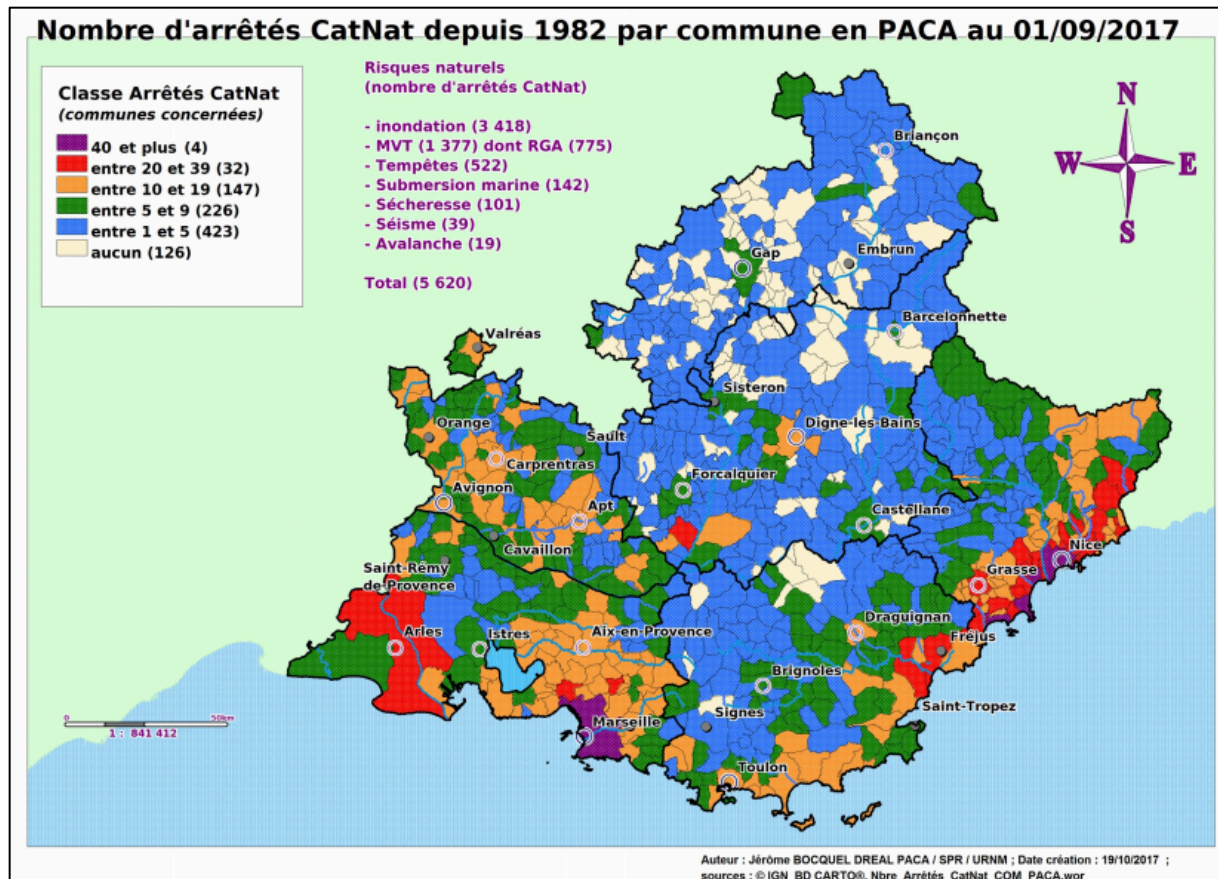 Nombre d'arrêtés CatNat depuis 1982 par commune en PACA au 01/09/2017
Classe Arrêtés CatNat
(communes concernées)
40 et plus (4)
entre 20 et 39 (32)
entre 10 et 19 (147)
entre 5 et 9 (226)
entre 1 et 5 (423)
aucun (126)
Risques naturels
(nombre d'arrêtés CatNat)
- inondation (3 418)
- MVT (1 377) dont RGA (775)
- Tempêtes (522)
- Submersion marine (142)
- Sécheresse (101)
- Séisme (39)
- Avalanche (19)
Total (5 620)
N
W E
S
Briançon
Gap
Embrun
Barcelonnette
Valréas
Sisteron
Orange
Sault
Digne-les-Bains
Carpentras
Forcalquier
Avignon
Apt
Castellane
Cavaillon
Nice
Saint-Rémy
de-Provence
Grasse
Draguignan
Arles
Istres
Aix-en-Provence
Fréjus
Brignoles
Saint-Tropez
Marseille
Signes
Toulon
0 50km
1 : 841 412
Auteur : Jérôme BOCQUEL DREAL PACA / SPR / URNM ; Date création : 19/10/2017 ;
sources : © IGN BD CARTO®, Nbre_Arrêtés_CatNat_COM_PACA.wor